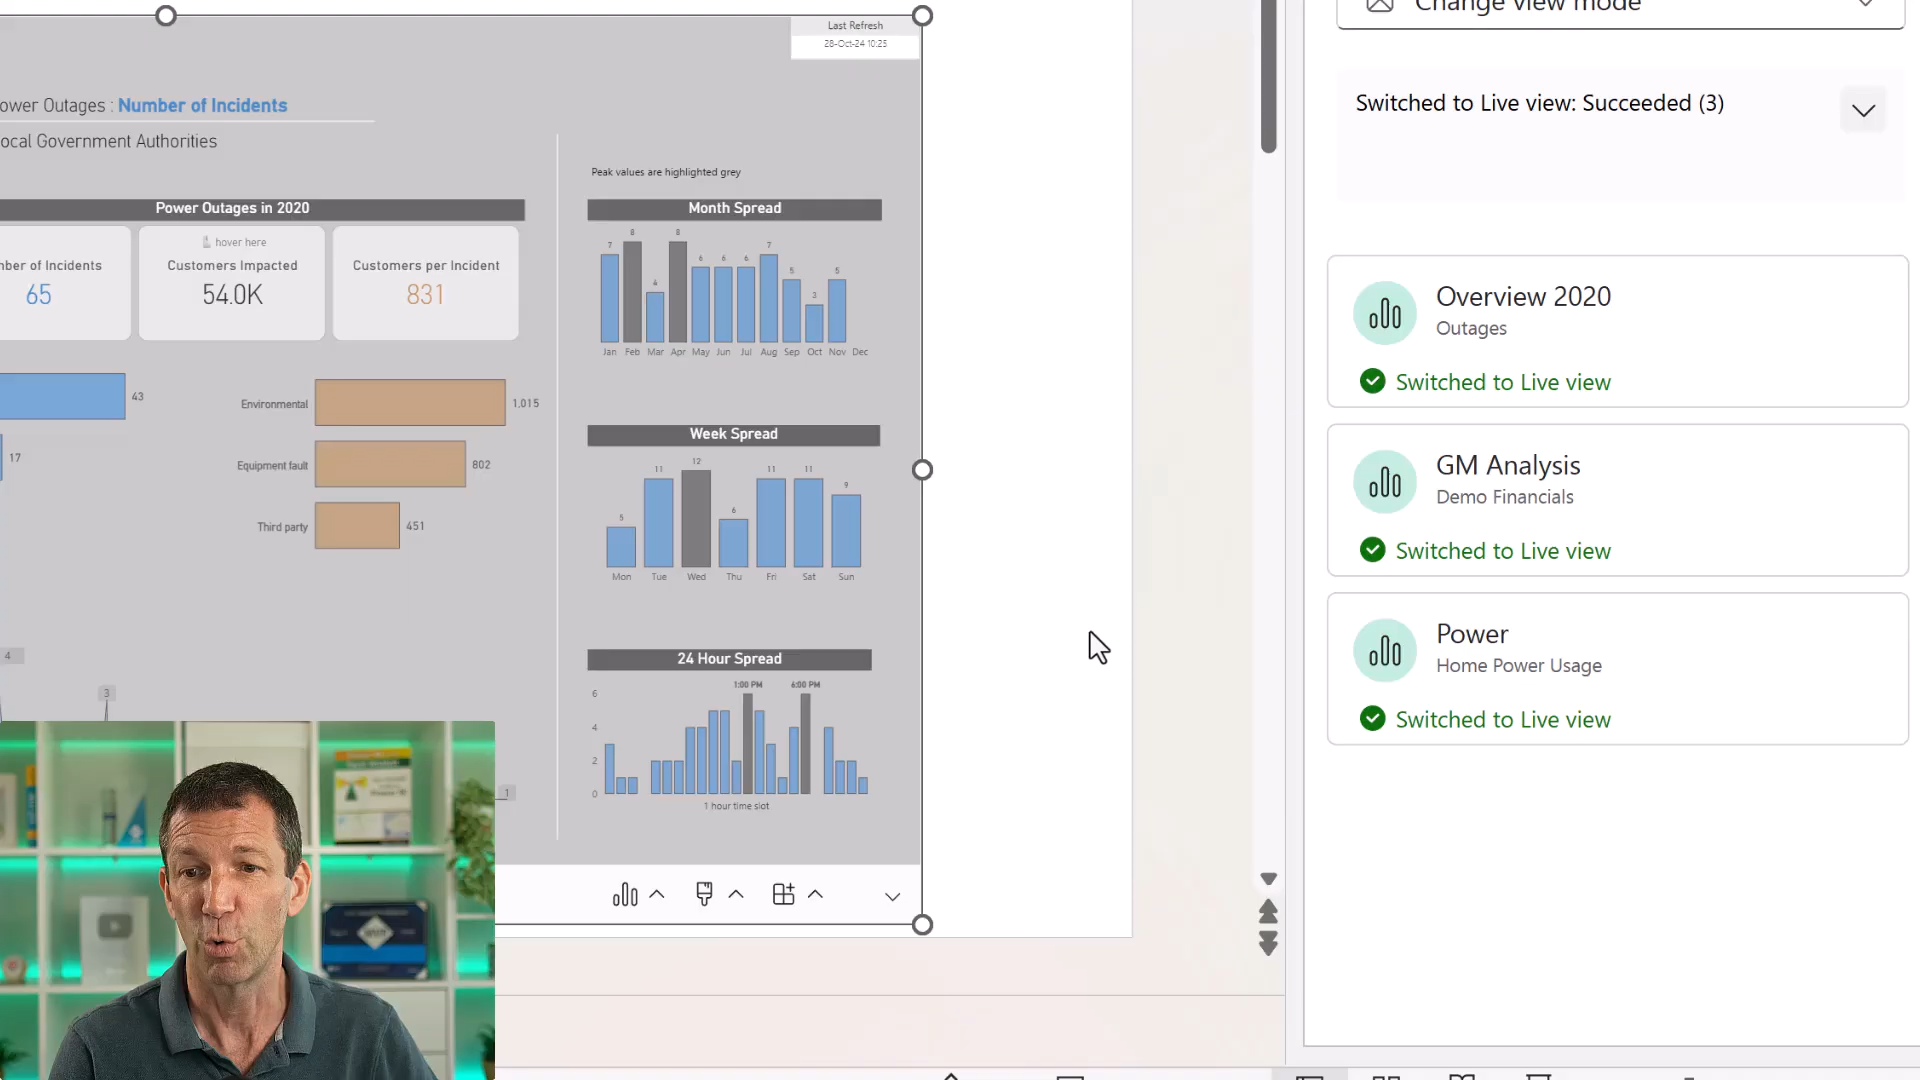 Last Refresh
28-Oct-24 10:25
ower Outages : Number of Incidents
ocal Government Authorities
Power Outages in 2020
ber of Incidents
65
hover here
Customers Impacted
54.0K
Customers per Incident
831
43
17
Environmental 1,015
Equipment fault 802
Third party 451
4
3
1
Peak values are highlighted grey
Month Spread
7 8 4 8 6 6 6 7 5 3 5
Jan Feb Mar Apr May Jun Jul Aug Sep Oct Nov Dec
Week Spread
5 11 12 6 11 11 9
Mon Tue Wed Thu Fri Sat Sun
24 Hour Spread
1:00 PM 6:00 PM
6
4
2
0
1 hour time slot
Change view mode
Switched to Live view: Succeeded (3)
Overview 2020
Outages
Switched to Live view
GM Analysis
Demo Financials
Switched to Live view
Power
Home Power Usage
Switched to Live view